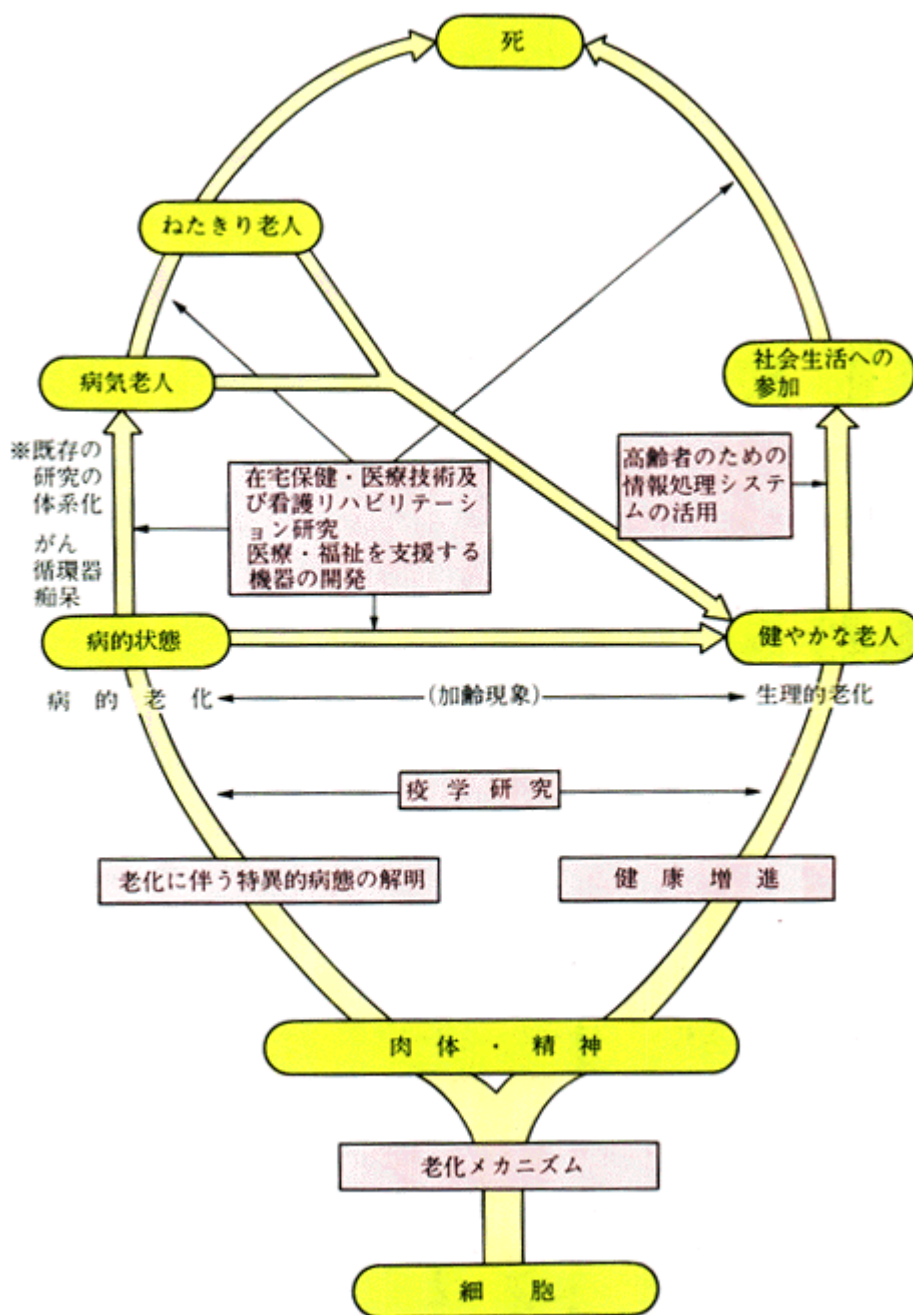 死
ねたきり老人
病気老人
社会生活への
参加
※既存の
研究の
体系化
がん
循環器
痴呆
在宅保健・医療技術及
び看護リハビリテーシ
ョン研究
医療・福祉を支援する
機器の開発
高齢者のための
情報処理システ
ムの活用
病的状態
健やかな老人
病的老化
(加齢現象)
生理的老化
疫学研究
老化に伴う特異的病態の解明
健康増進
肉体・精神
老化メカニズム
細胞